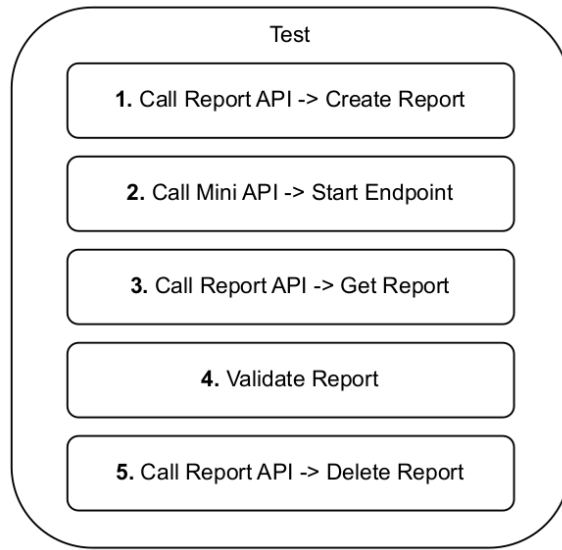 Test
1. Call Report API -> Create Report
2. Call Mini API -> Start Endpoint
3. Call Report API -> Get Report
4. Validate Report
5. Call Report API -> Delete Report